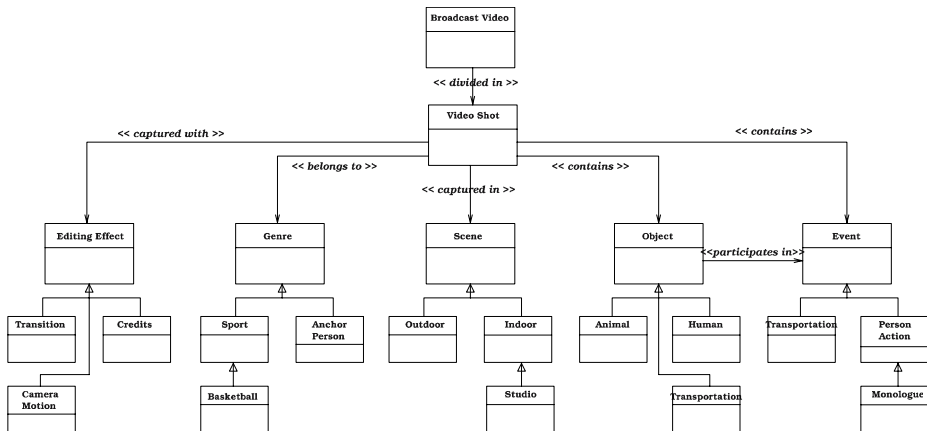 Broadcast Video
<< divided in >>
Video Shot
<< captured with >>
<< contains >>
<< belongs to >>
<< contains >>
<< captured in >>
Editing Effect
Genre
Scene
Object
Event
<<participates in>>
Transition
Credits
Sport
Anchor
Person
Outdoor
Indoor
Animal
Human
Transportation
Person
Action
Camera
Motion
Basketball
Studio
Transportation
Monologue